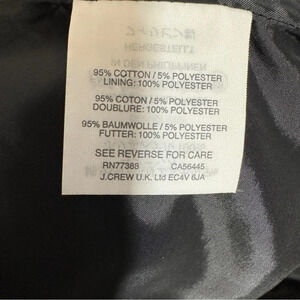 95% COTTON / 5% POLYESTER
LINING: 100% POLYESTER
95% COTON / 5% POLYESTER
DOUBLURE: 100% POLYESTER
95% BAUMWOLLE / 5% POLYESTER
FUTTER: 100% POLYESTER
SEE REVERSE FOR CARE
RN77388 CA56445
J.CREW U.K. Ltd EC4V 6JA